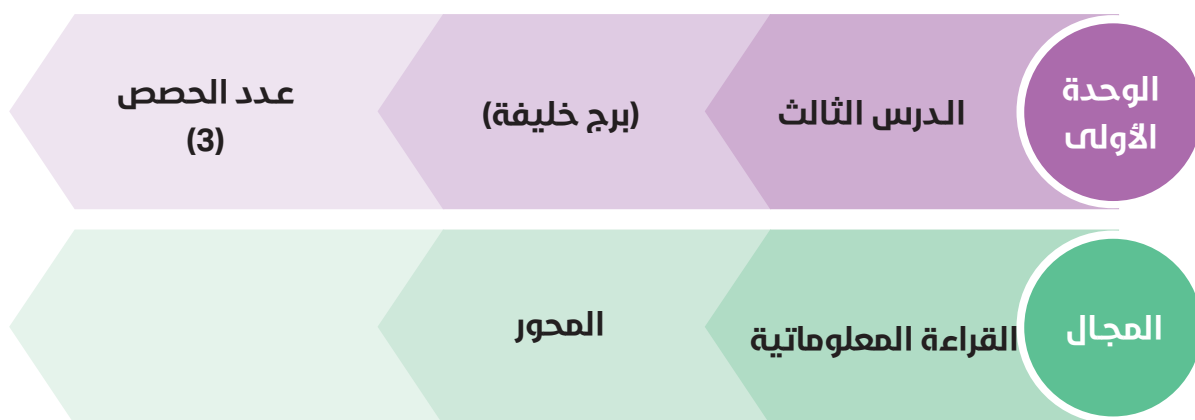 الوحدة
الأولى
الدرس الثالث
(برج خليفة)
عدد الحصص
(3)
المجال
القراءة المعلوماتية
المحور